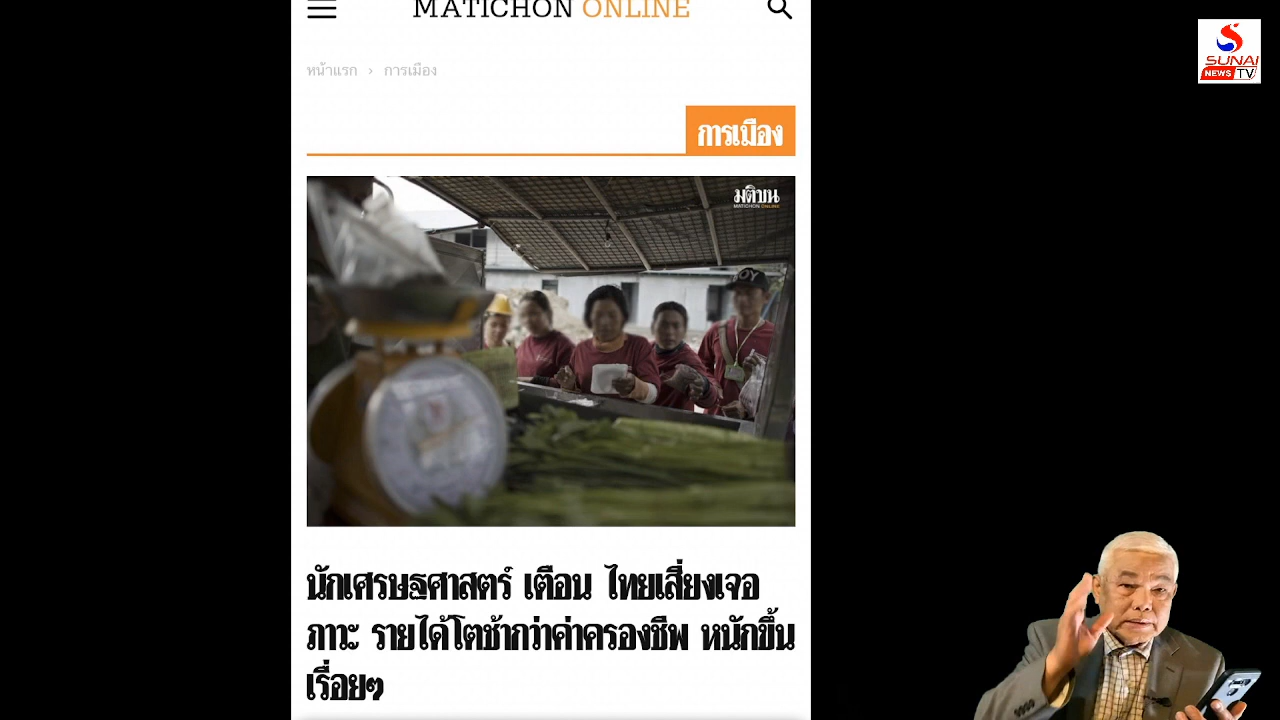 MATICHON ONLINE
SUNAI
NEWS TV
หน้าแรก › การเมือง
การเมือง
มติชน
MATICHON ONLINE
BOY
นักเศรษฐศาสตร์ เตือน ไทยเสี่ยงเจอ
ภาวะ รายได้โตช้ากว่าค่าครองชีพ หนักขึ้น
เรื่อยๆ